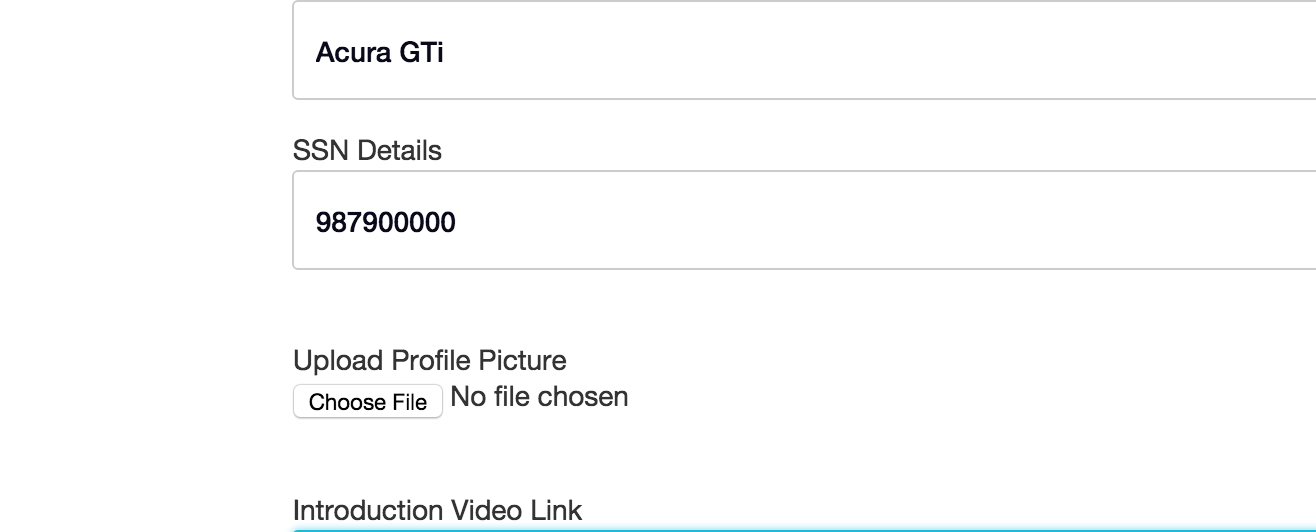 Acura GTi
SSN Details
987900000
Upload Profile Picture
Choose File No file chosen
Introduction Video Link